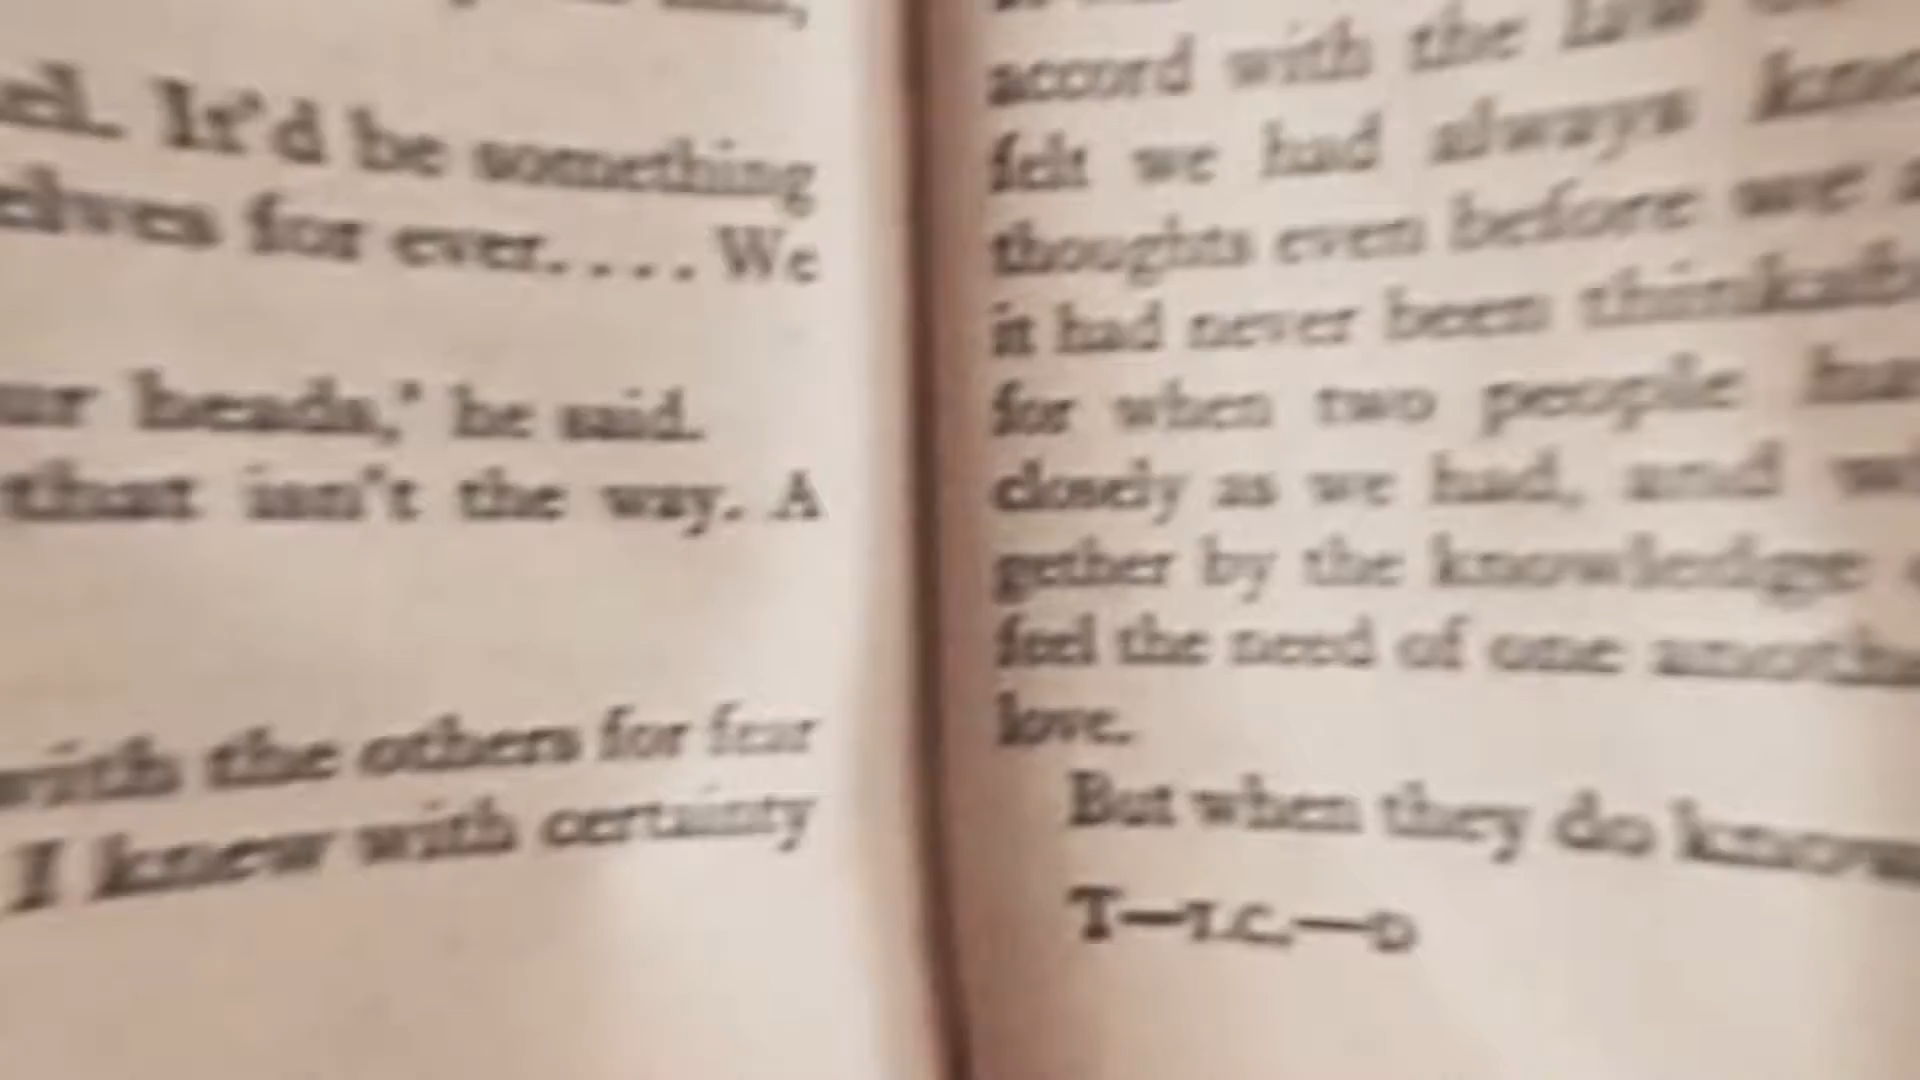 It'd be something
for ever. . . . We
heads,' he said.
that isn't the way. A
with the others for fear
I knew with certainty
accord with the law
felt we had always
thoughts even before we
it had never been
for when two people
closely as we had, and
gether by the knowledge
feel the need of one
love.
But when they do know
T—T.C.—D